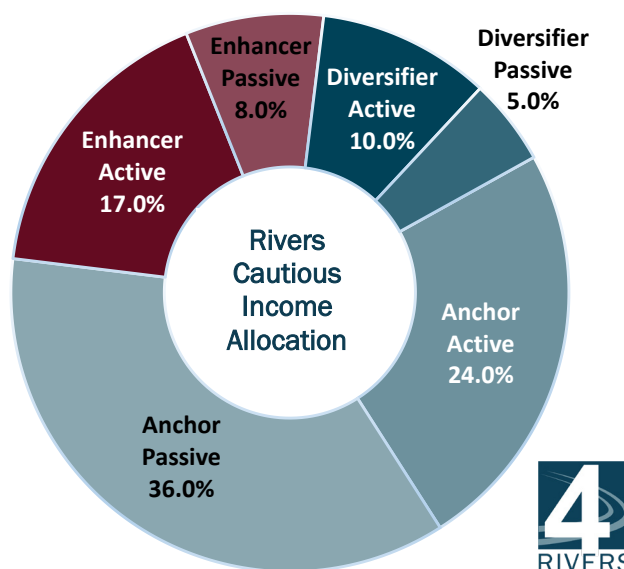 Enhancer
Passive
8.0%
Diversifier
Active
10.0%
Diversifier
Passive
5.0%
Enhancer
Active
17.0%
Rivers
Cautious
Income
Allocation
Anchor
Active
24.0%
Anchor
Passive
36.0%
4
RIVERS